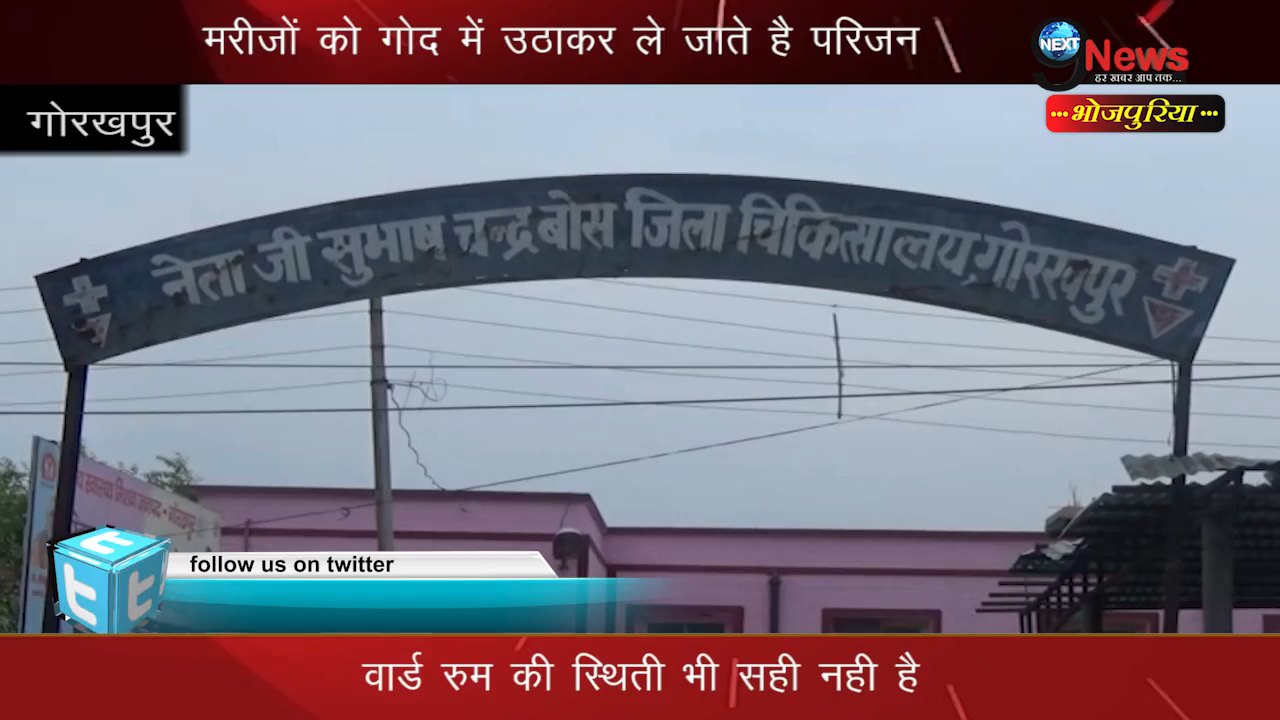 मरीजों को गोद में उठाकर ले जाते है परिजन
NEXT
9 News
हर खबर आप तक...
गोरखपुर
...भोजपुरिया...
नेता जी सुभाष चन्द्र बोस जिला चिकित्सालय, गोरखपुर
follow us on twitter
वार्ड रुम की स्थिती भी सही नही है